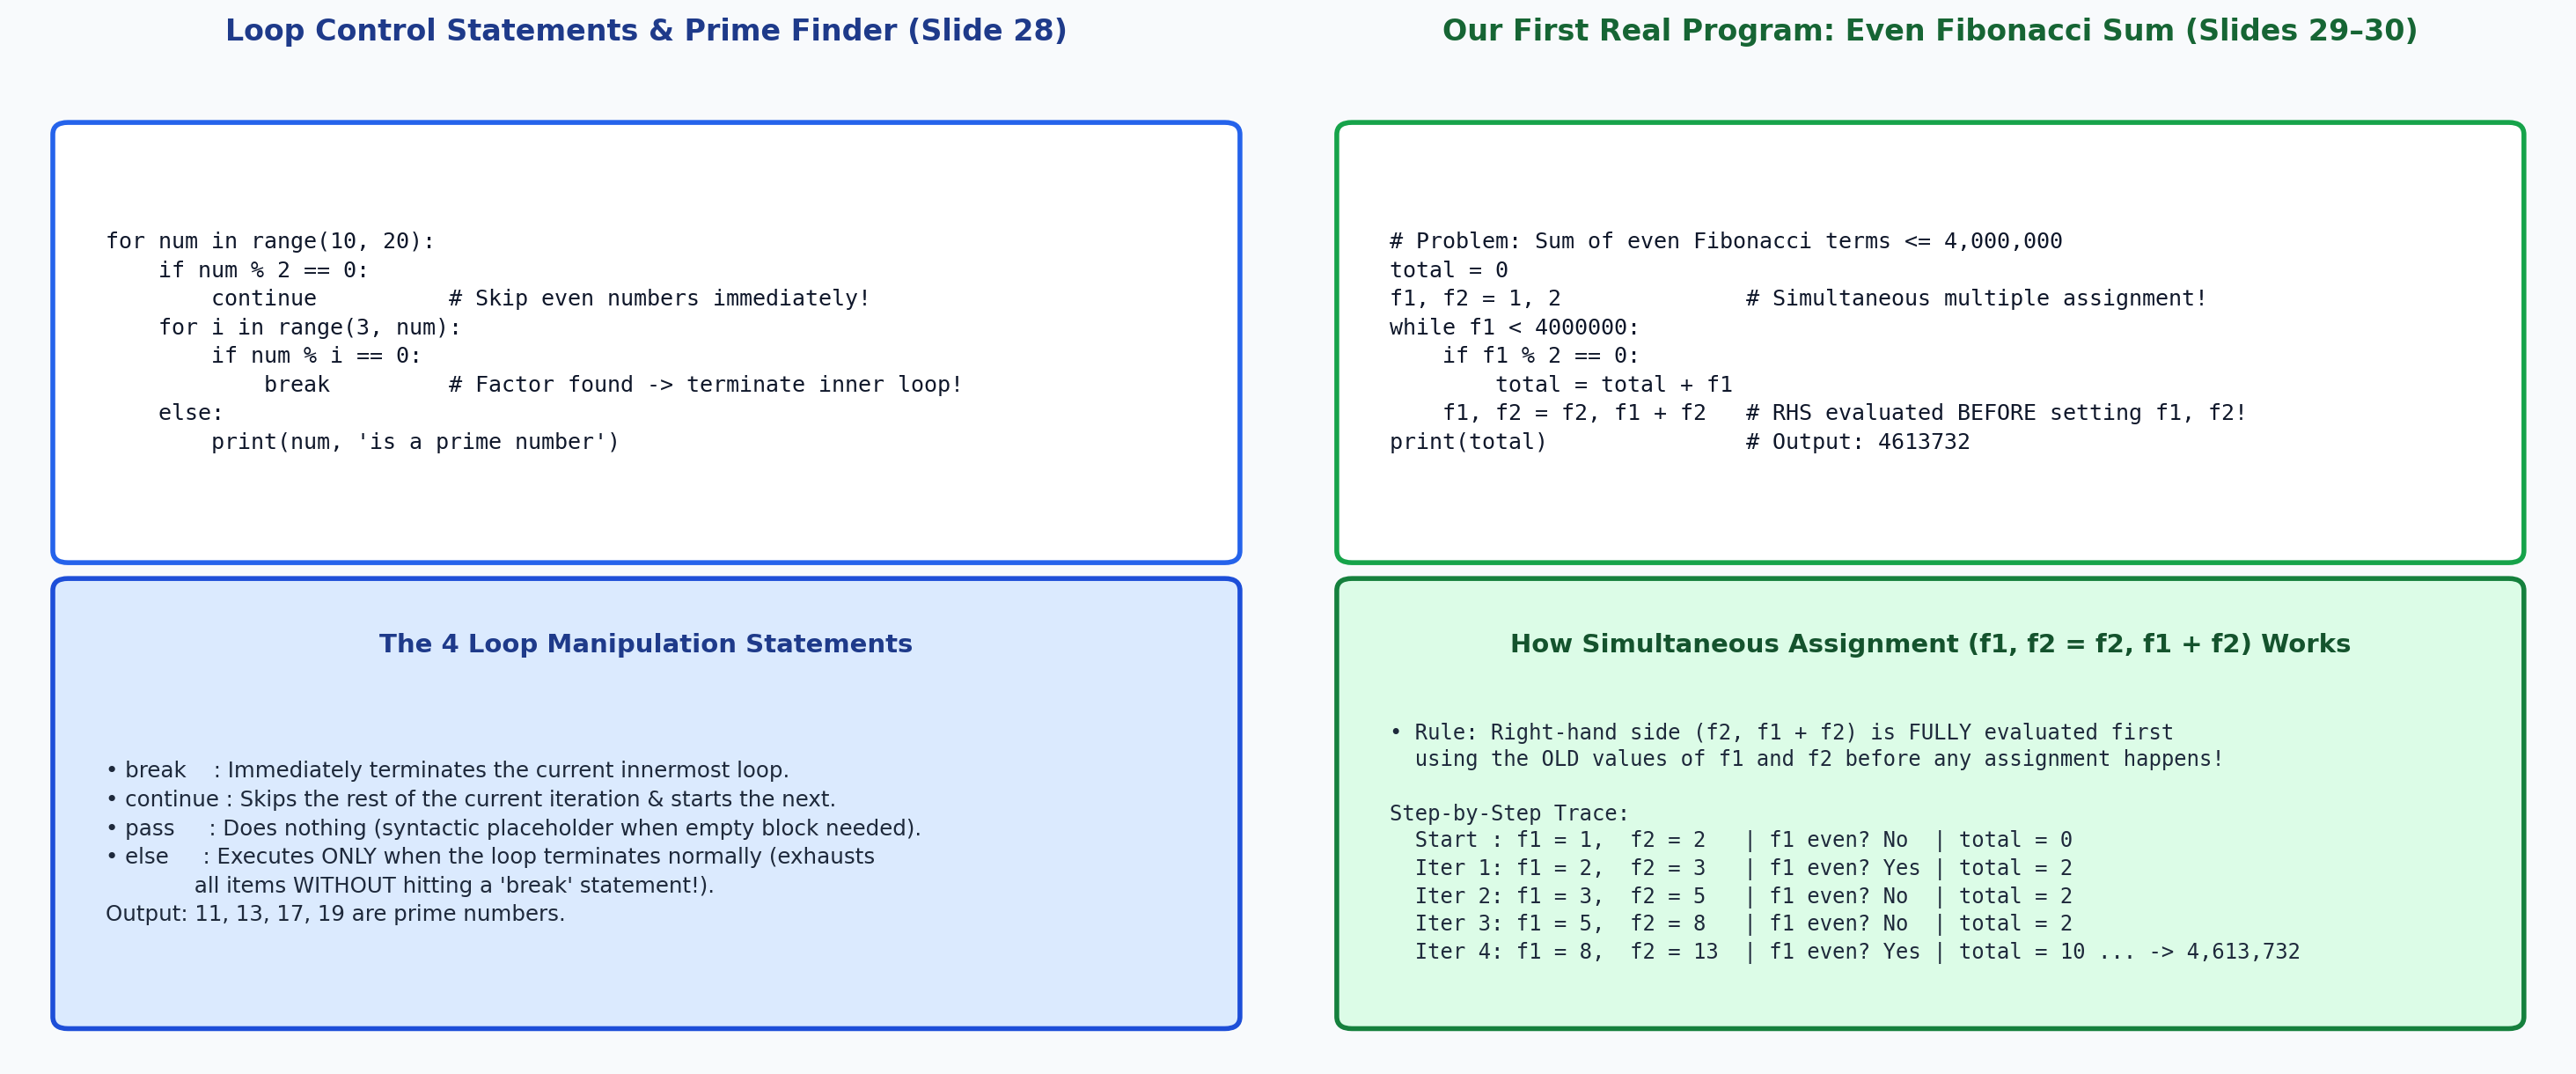 Loop Control Statements & Prime Finder (Slide 28)
for num in range(10, 20):
    if num % 2 == 0:
        continue          # Skip even numbers immediately!
    for i in range(3, num):
        if num % i == 0:
            break         # Factor found -> terminate inner loop!
    else:
        print(num, 'is a prime number')
The 4 Loop Manipulation Statements
• break    : Immediately terminates the current innermost loop.
• continue : Skips the rest of the current iteration & starts the next.
• pass     : Does nothing (syntactic placeholder when empty block needed).
• else     : Executes ONLY when the loop terminates normally (exhausts
             all items WITHOUT hitting a 'break' statement!).
Output: 11, 13, 17, 19 are prime numbers.
Our First Real Program: Even Fibonacci Sum (Slides 29–30)
# Problem: Sum of even Fibonacci terms <= 4,000,000
total = 0
f1, f2 = 1, 2              # Simultaneous multiple assignment!
while f1 < 4000000:
    if f1 % 2 == 0:
        total = total + f1
    f1, f2 = f2, f1 + f2   # RHS evaluated BEFORE setting f1, f2!
print(total)               # Output: 4613732
How Simultaneous Assignment (f1, f2 = f2, f1 + f2) Works
• Rule: Right-hand side (f2, f1 + f2) is FULLY evaluated first
  using the OLD values of f1 and f2 before any assignment happens!
Step-by-Step Trace:
  Start : f1 = 1,  f2 = 2   | f1 even? No  | total = 0
  Iter 1: f1 = 2,  f2 = 3   | f1 even? Yes | total = 2
  Iter 2: f1 = 3,  f2 = 5   | f1 even? No  | total = 2
  Iter 3: f1 = 5,  f2 = 8   | f1 even? No  | total = 2
  Iter 4: f1 = 8,  f2 = 13  | f1 even? Yes | total = 10 ... -> 4,613,732